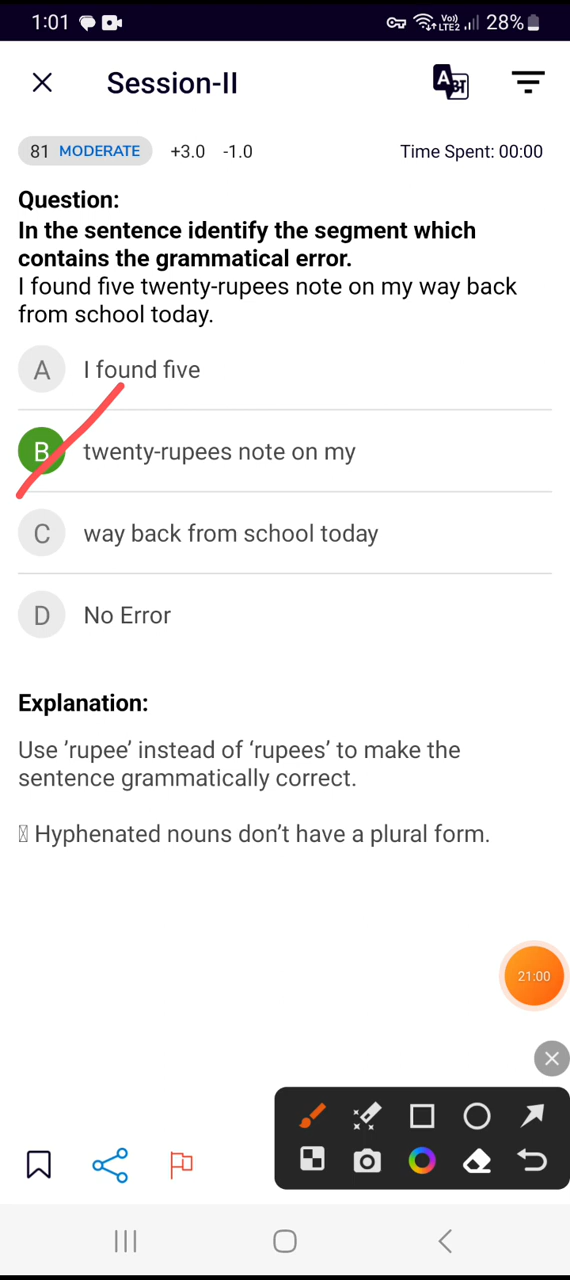 1:01 Vo)) LTE2 28%
Session-II
81 MODERATE +3.0 -1.0 Time Spent: 00:00
Question:
In the sentence identify the segment which
contains the grammatical error.
I found five twenty-rupees note on my way back
from school today.
A I found five
B twenty-rupees note on my
C way back from school today
D No Error
Explanation:
Use ’rupee’ instead of ‘rupees’ to make the
sentence grammatically correct.
Hyphenated nouns don’t have a plural form.
21:00